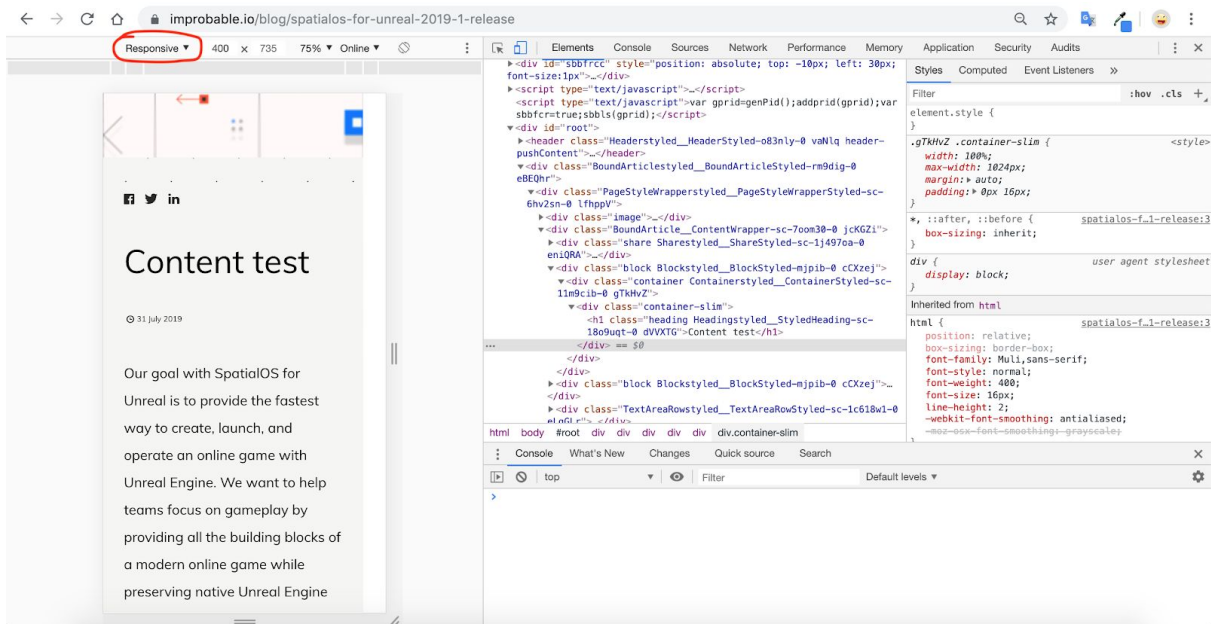 improbable.io/blog/spatialos-for-unreal-2019-1-release
Responsive ▼ 400 x 735 75% ▼ Online ▼
Elements Console Sources Network Performance Memory Application Security Audits
in
Content test
31 July 2019
Our goal with SpatialOS for
Unreal is to provide the fastest
way to create, launch, and
operate an online game with
Unreal Engine. We want to help
teams focus on gameplay by
providing all the building blocks of
a modern online game while
preserving native Unreal Engine
▶<div id="sbbfrcc" style="position: absolute; top: -10px; left: 30px;
font-size:1px">…</div>
▶<script type="text/javascript">…</script>
<script type="text/javascript">var gprid=genPid();addprid(gprid);var
sbbfcr=true;sbbls(gprid);</script>
▼<div id="root">
▶<header class="Headerstyled__HeaderStyled-o83nly-0 vaNlq header-
pushContent">…</header>
▼<div class="BoundArticlestyled__BoundArticleStyled-rm9dig-0
eBEQhr">
▼<div class="PageStyleWrapperstyled__PageStyleWrapperStyled-sc-
6hv2sn-0 lfhppV">
▶<div class="image">…</div>
▼<div class="BoundArticle__ContentWrapper-sc-7oom30-0 jcKGZi">
▶<div class="share Sharestyled__ShareStyled-sc-1j497oa-0
eniQRA">…</div>
▼<div class="block Blockstyled__BlockStyled-mjpib-0 cCXzej">
▼<div class="container Containerstyled__ContainerStyled-sc-
11m9cib-0 gTkHvZ">
▼<div class="container-slim">
<h1 class="heading Headingstyled__StyledHeading-sc-
18o9uqt-0 dVVXTG">Content test</h1>
… </div> == $0
</div>
</div>
▶<div class="block Blockstyled__BlockStyled-mjpib-0 cCXzej">…
</div>
▶<div class="TextAreaRowstyled__TextAreaRowStyled-sc-1c618w1-0
eLgGLr">…</div>
html body #root div div div div div div.container-slim
Styles Computed Event Listeners »
Filter :hov .cls +
element.style {
}
.gTkHvZ .container-slim { <style>
width: 100%;
max-width: 1024px;
margin:▶ auto;
padding:▶ 0px 16px;
}
*, ::after, ::before { spatialos-f…1-release:3
box-sizing: inherit;
}
div { user agent stylesheet
display: block;
}
Inherited from html
html { spatialos-f…1-release:3
position: relative;
box-sizing: border-box;
font-family: Muli,sans-serif;
font-style: normal;
font-weight: 400;
font-size: 16px;
line-height: 2;
-webkit-font-smoothing: antialiased;
-moz-osx-font-smoothing: grayscale;
}
Console What's New Changes Quick source Search
top ▼ Filter Default levels ▼